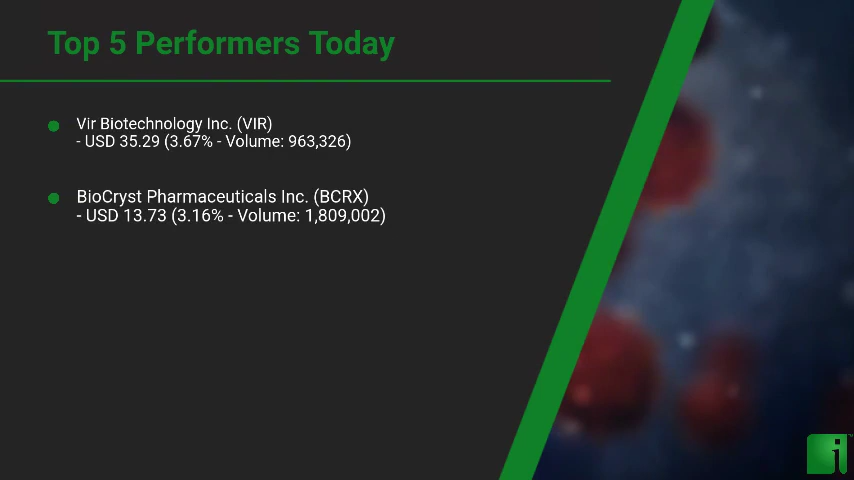 Top 5 Performers Today
Vir Biotechnology Inc. (VIR)
- USD 35.29 (3.67% - Volume: 963,326)
BioCryst Pharmaceuticals Inc. (BCRX)
- USD 13.73 (3.16% - Volume: 1,809,002)
i